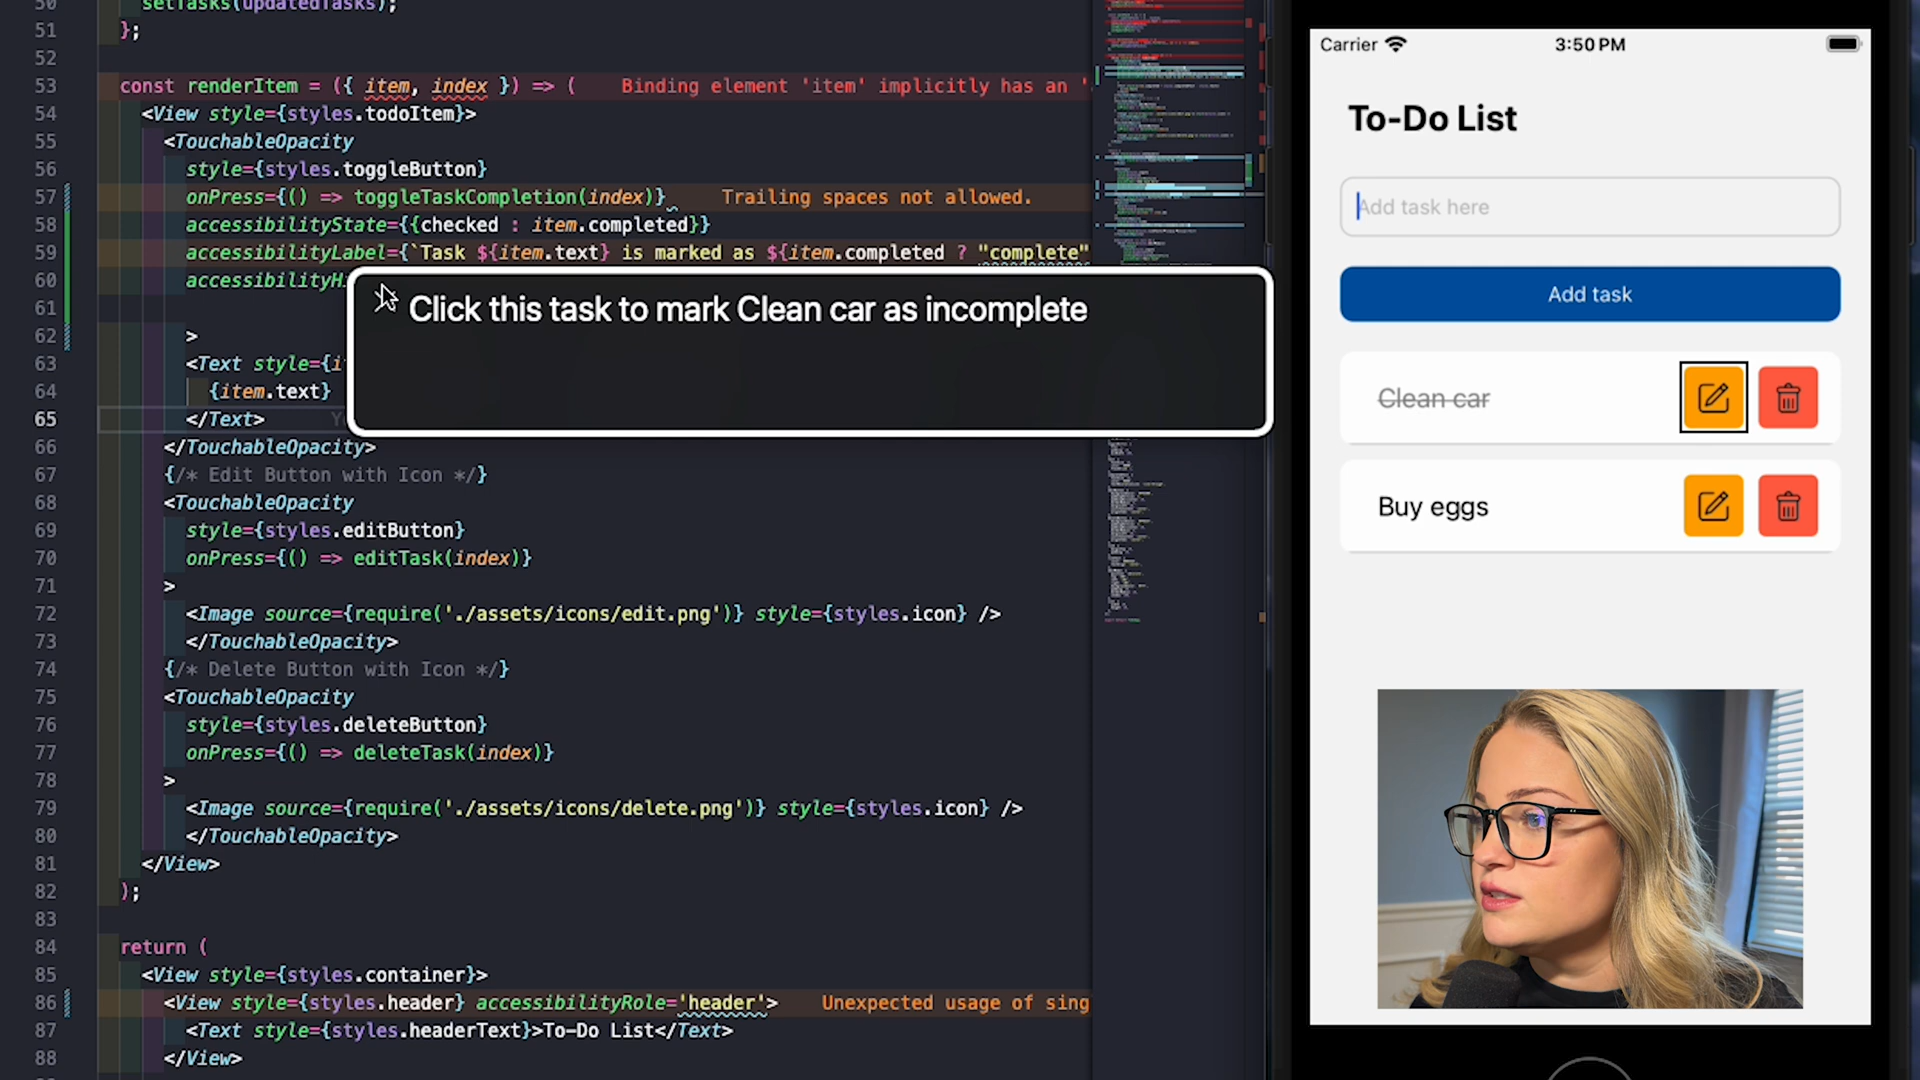 50 setTasks(updatedTasks);
51 };
52
53 const renderItem = ({ item, index }) => ( Binding element 'item' implicitly has an '
54 <View style={styles.todoItem}>
55 <TouchableOpacity
56 style={styles.toggleButton}
57 onPress={() => toggleTaskCompletion(index)} Trailing spaces not allowed.
58 accessibilityState={{checked : item.completed}}
59 accessibilityLabel={`Task ${item.text} is marked as ${item.completed ? "complete"
60 accessibilityH
61
62 >
63 <Text style={i
64 {item.text}
65 </Text>
66 </TouchableOpacity>
67 {/* Edit Button with Icon */}
68 <TouchableOpacity
69 style={styles.editButton}
70 onPress={() => editTask(index)}
71 >
72 <Image source={require('./assets/icons/edit.png')} style={styles.icon} />
73 </TouchableOpacity>
74 {/* Delete Button with Icon */}
75 <TouchableOpacity
76 style={styles.deleteButton}
77 onPress={() => deleteTask(index)}
78 >
79 <Image source={require('./assets/icons/delete.png')} style={styles.icon} />
80 </TouchableOpacity>
81 </View>
82 );
83
84 return (
85 <View style={styles.container}>
86 <View style={styles.header} accessibilityRole='header'> Unexpected usage of sing
87 <Text style={styles.headerText}>To-Do List</Text>
88 </View>
Click this task to mark Clean car as incomplete
Carrier 3:50 PM
To-Do List
Add task here
Add task
Clean car
Buy eggs